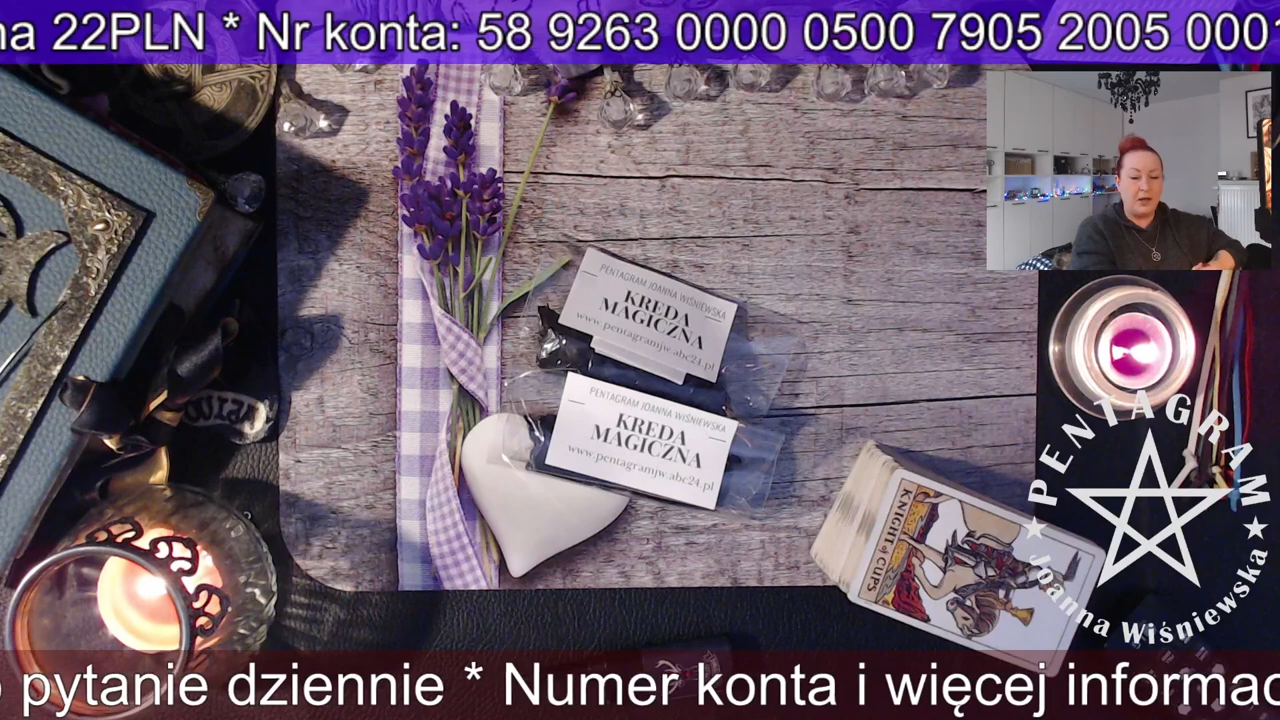 na 22PLN * Nr konta: 58 9263 0000 0500 7905 2005 0001
PENTAGRAM JOANNA WIŚNIEWSKA
KREDA
MAGICZNA
www.pentagramjw.abc24.pl
PENTAGRAM JOANNA WIŚNIEWSKA
KREDA
MAGICZNA
www.pentagramjw.abc24.pl
KNIGHT of CUPS
PENTAGRAM
Joanna Wiśniewska
pytanie dziennie * Numer konta i więcej informac